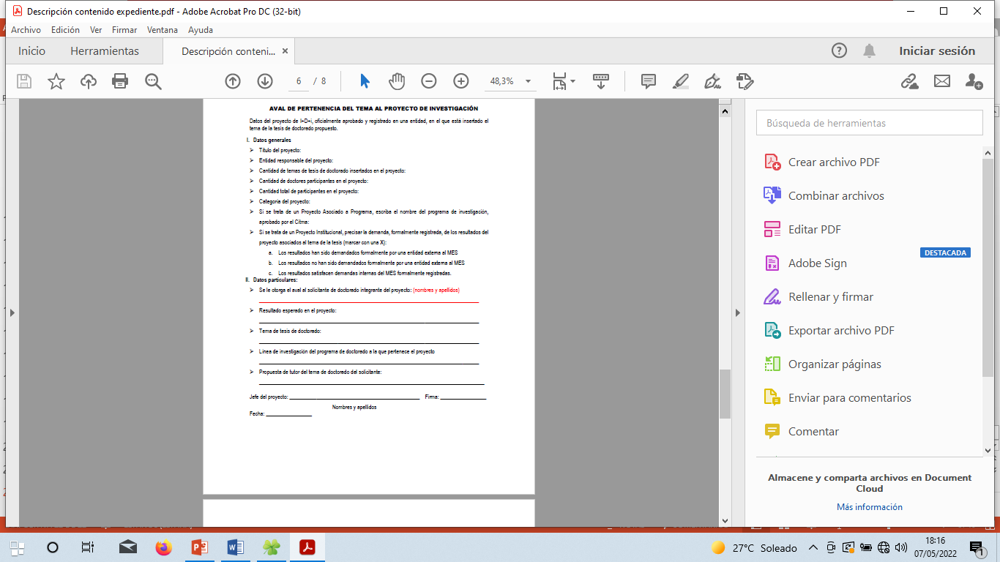 Descripción contenido expediente.pdf - Adobe Acrobat Pro DC (32-bit)
Archivo Edición Ver Firmar Ventana Ayuda
Inicio Herramientas Descripción conteni... × Iniciar sesión
6 / 8 48,3%
AVAL DE PERTENENCIA DEL TEMA AL PROYECTO DE INVESTIGACIÓN
Datos del proyecto de I+D+i, oficialmente aprobado y registrado en una entidad, en el que está insertado el
tema de la tesis de doctorado propuesto.
I. Datos generales
➢ Título del proyecto:
➢ Entidad responsable del proyecto:
➢ Cantidad de temas de tesis de doctorado insertados en el proyecto:
➢ Cantidad de doctores participantes en el proyecto:
➢ Cantidad total de participantes en el proyecto:
➢ Categoría del proyecto:
➢ Si se trata de un Proyecto Asociado a Programa, escriba el nombre del programa de investigación,
aprobado por el Citma:
➢ Si se trata de un Proyecto Institucional, precisar la demanda, formalmente registrada, de los resultados del
proyecto asociados al tema de la tesis (marcar con una X):
a. Los resultados han sido demandados formalmente por una entidad externa al MES
b. Los resultados no han sido demandados formalmente por una entidad externa al MES
c. Los resultados satisfacen demandas internas del MES formalmente registradas.
II. Datos particulares:
➢ Se le otorga el aval al solicitante de doctorado integrante del proyecto: (nombres y apellidos)
➢ Resultado esperado en el proyecto:
➢ Tema de tesis de doctorado:
➢ Línea de investigación del programa de doctorado a la que pertenece el proyecto
➢ Propuesta de tutor del tema de doctorado del solicitante:
Jefe del proyecto: ____________________ Firma: __________
Nombres y apellidos
Fecha: __________
Búsqueda de herramientas
Crear archivo PDF
Combinar archivos
Editar PDF
DESTACADA
Adobe Sign
Rellenar y firmar
Exportar archivo PDF
Organizar páginas
Enviar para comentarios
Comentar
Almacene y comparta archivos en Document
Cloud
Más información
27°C Soleado
18:16
07/05/2022
1